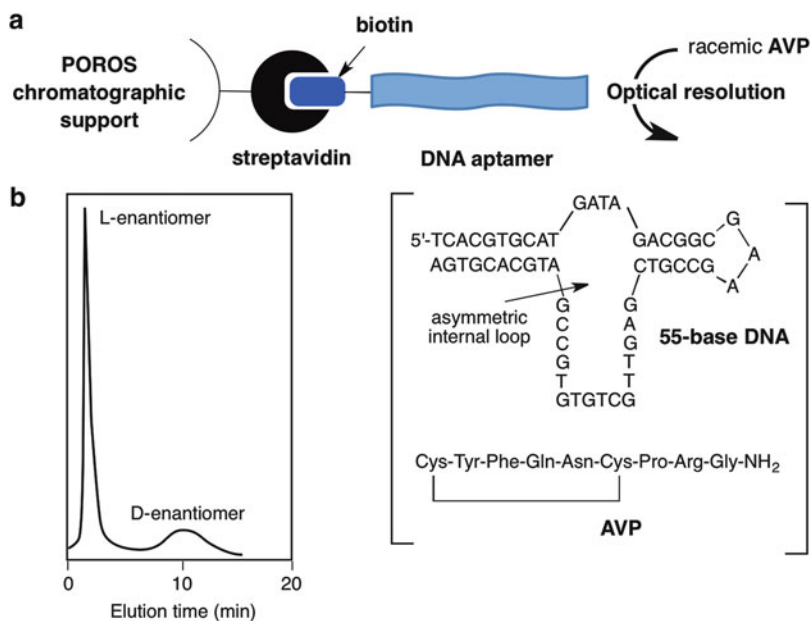 a
POROS
chromatographic
support
biotin
streptavidin
DNA aptamer
racemic AVP
Optical resolution
b
L-enantiomer
D-enantiomer
0
10
20
Elution time (min)
GATA
5'-TCACGTGCAT
GACGGC
G
A
A
AGTGCACGTA
CTGCCG
asymmetric
internal loop
G
C
C
G
T
GTGTCG
G
A
G
T
T
55-base DNA
Cys-Tyr-Phe-Gln-Asn-Cys-Pro-Arg-Gly-NH2
AVP